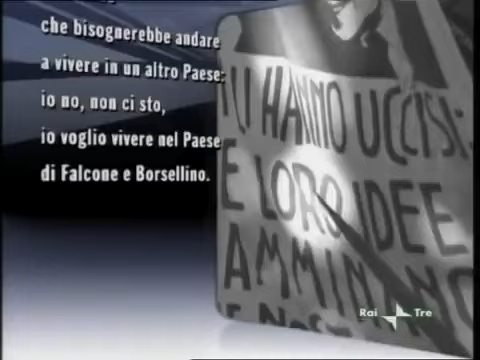 che bisognerebbe andare
a vivere in un altro Paese:
io no, non ci sto,
io voglio vivere nel Paese
di Falcone e Borsellino.
HANNO UCCISI:
E LORO IDEE
Rai Tre